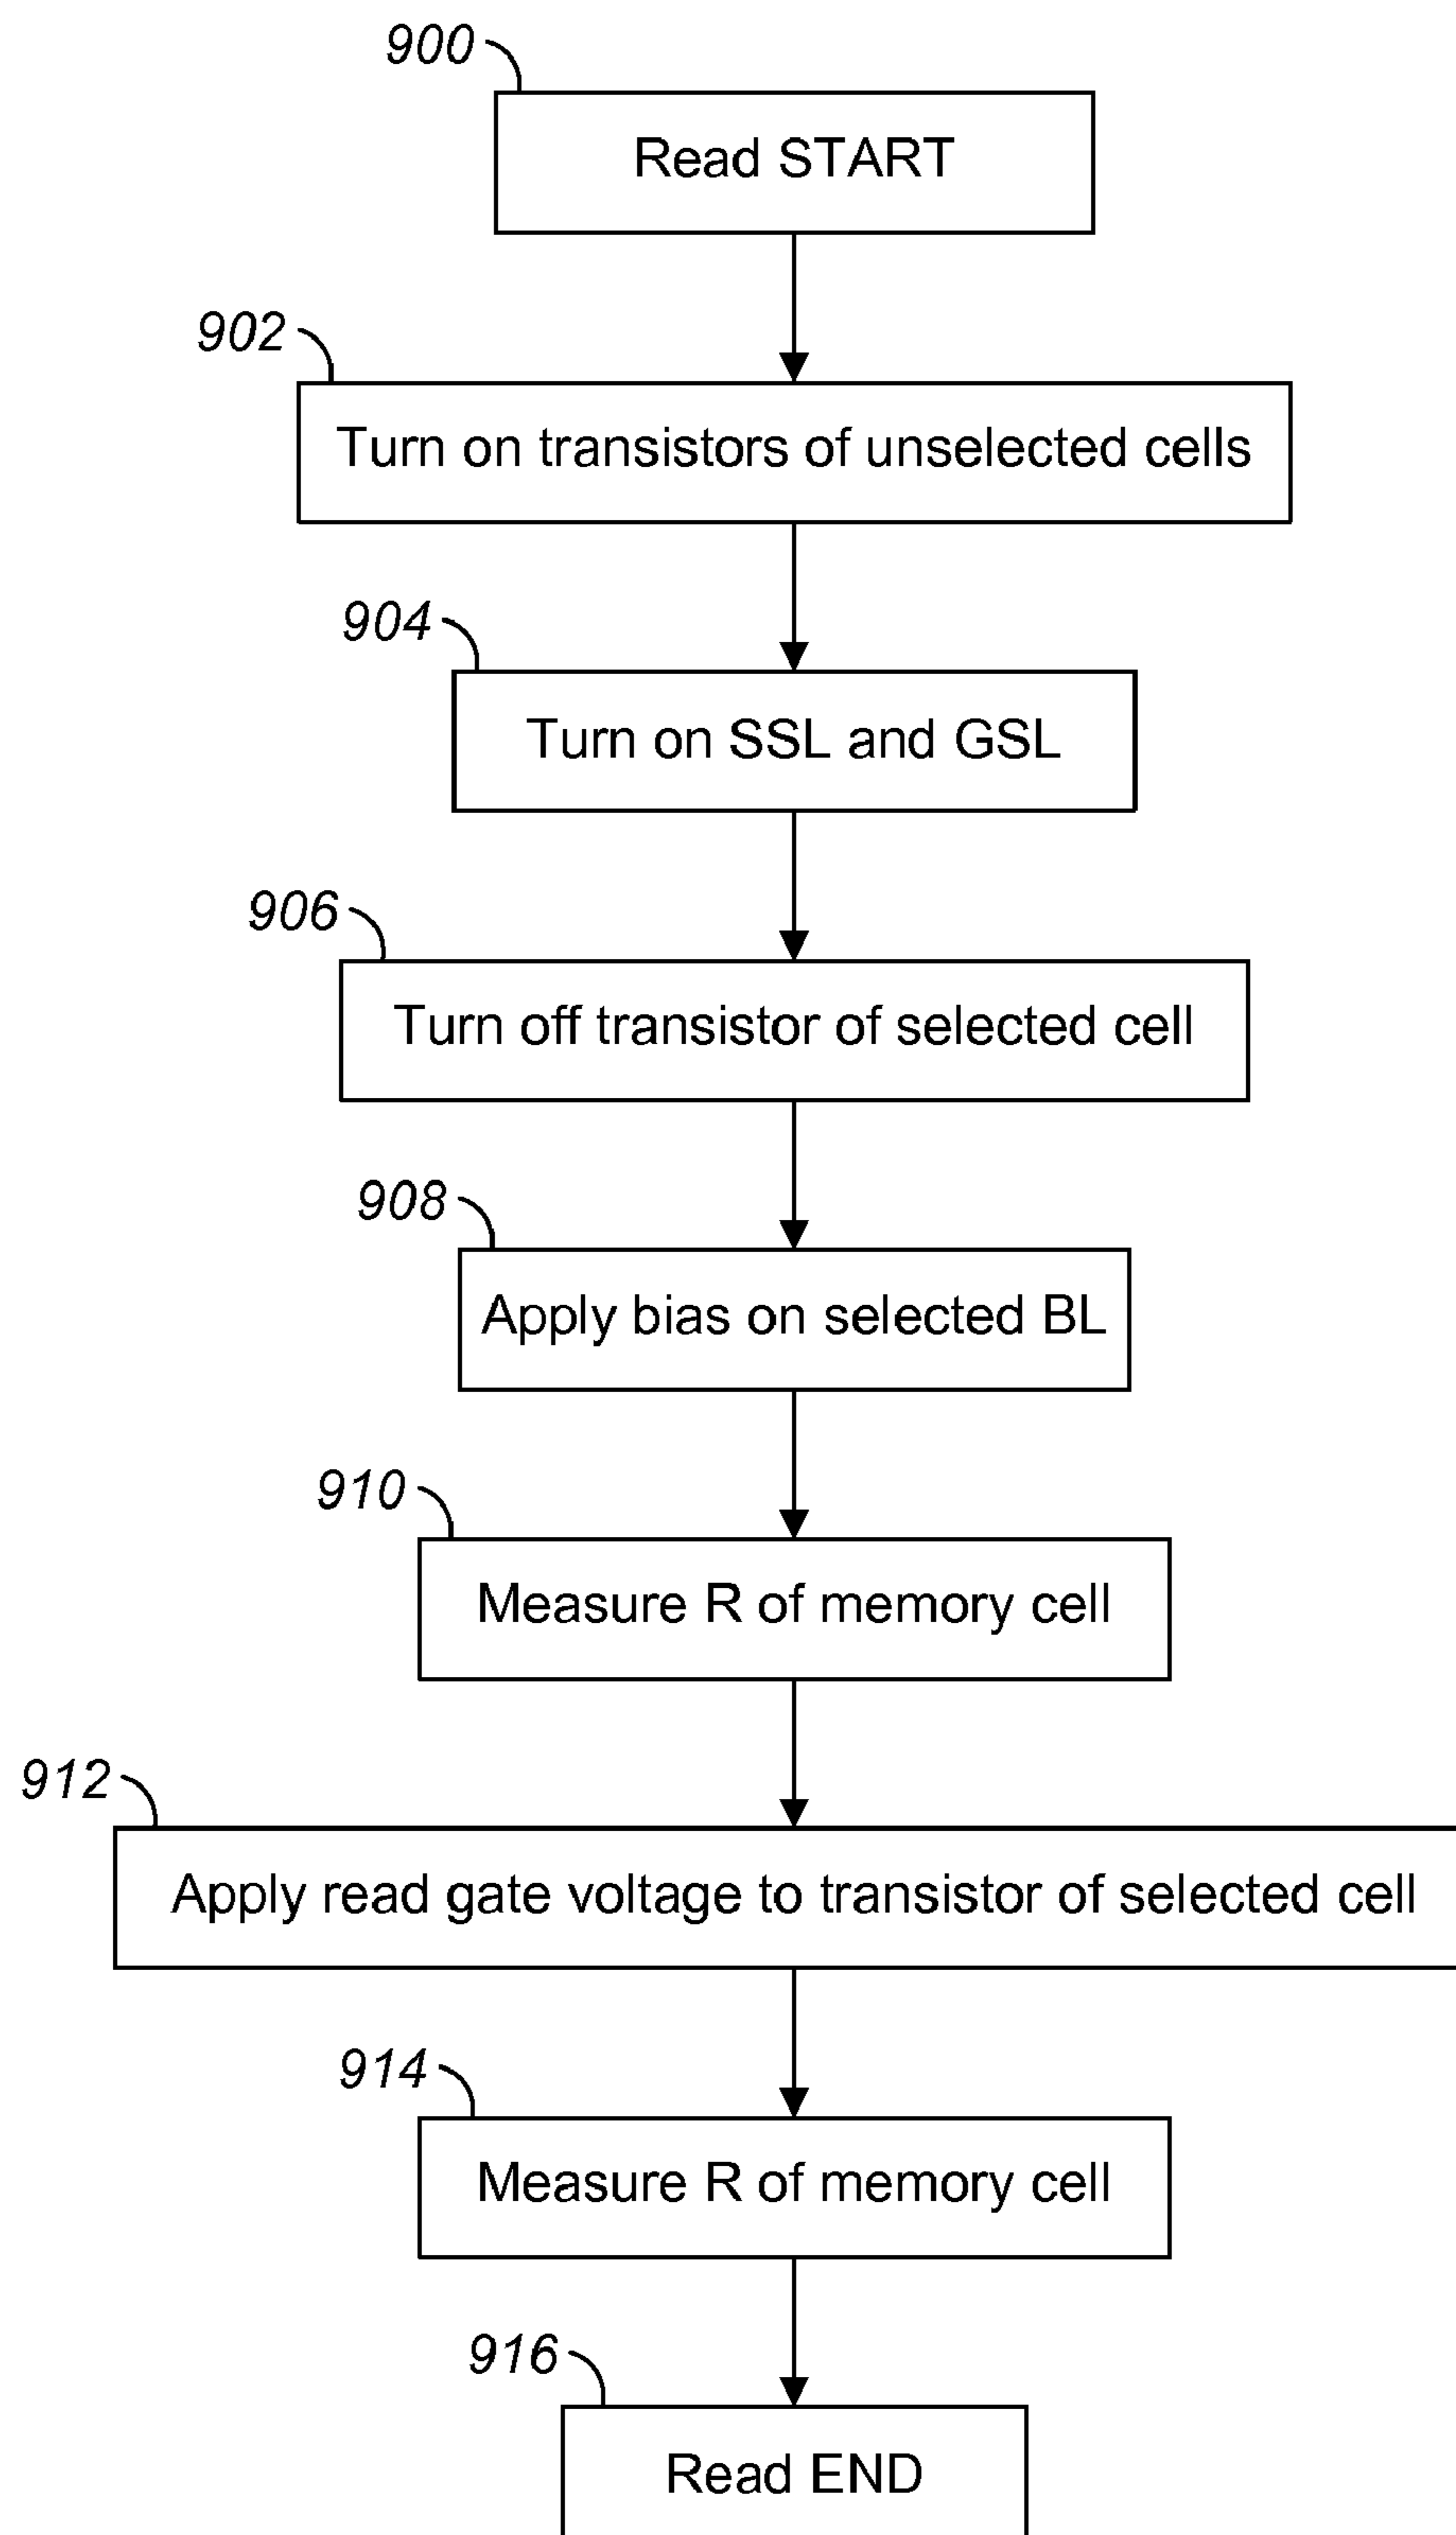 900
Read START
902
Turn on transistors of unselected cells
904
Turn on SSL and GSL
906
Turn off transistor of selected cell
908
Apply bias on selected BL
910
Measure R of memory cell
912
Apply read gate voltage to transistor of selected cell
914
Measure R of memory cell
916
Read END